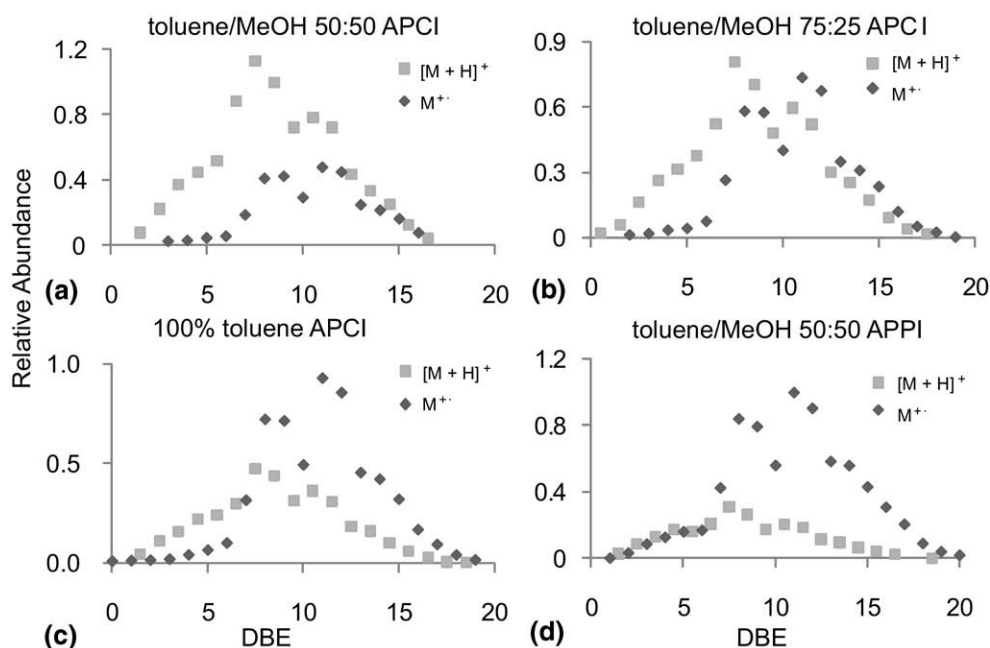 toluene/MeOH 50:50 APCI
1.2
0.8
0.4
0
[M + H]+
M+·
(a)
0
5
10
15
20
toluene/MeOH 75:25 APCI
0.9
0.6
0.3
0
[M + H]+
M+·
(b)
0
5
10
15
20
Relative Abundance
100% toluene APCI
1.0
0.5
0.0
[M + H]+
M+·
(c)
0
5
10
15
20
DBE
toluene/MeOH 50:50 APPI
1.2
0.8
0.4
0
[M + H]+
M+·
(d)
0
5
10
15
20
DBE